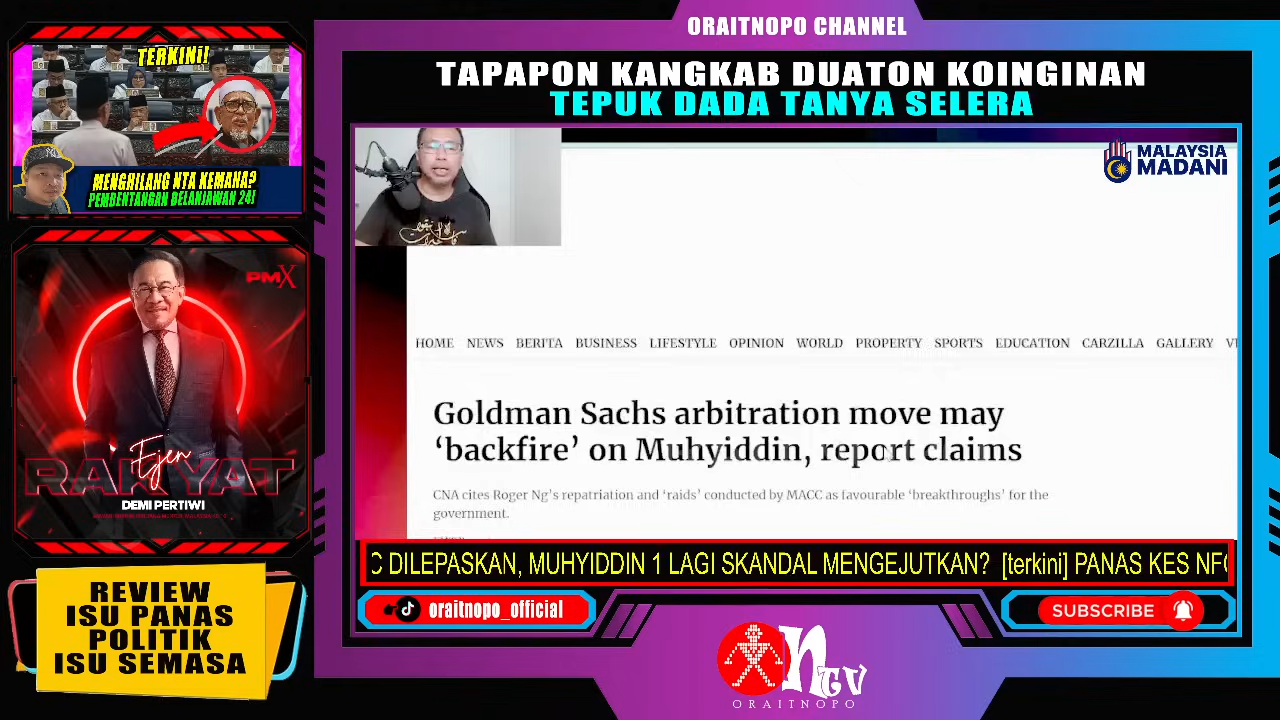 ORAITNOPO CHANNEL
TAPAPON KANGKAB DUATON KOINGINAN
TEPUK DADA TANYA SELERA
TERKINI!
MENGHILANG NTA KEMANA?
PEMBENTANGAN BELANJAWAN 24!
MALAYSIA
MADANI
PMX
Ejen
RAKYAT
DEMI PERTIWI
HOME NEWS BERITA BUSINESS LIFESTYLE OPINION WORLD PROPERTY SPORTS EDUCATION CARZILLA GALLERY
Goldman Sachs arbitration move may
‘backfire’ on Muhyiddin, report claims
CNA cites Roger Ng’s repatriation and ‘raids’ conducted by MACC as favourable ‘breakthroughs’ for the
government.
C DILEPASKAN, MUHYIDDIN 1 LAGI SKANDAL MENGEJUTKAN? [terkini] PANAS KES NF
oraitnopo_official
SUBSCRIBE
REVIEW
ISU PANAS
POLITIK
ISU SEMASA
ntv
ORAITNOPO